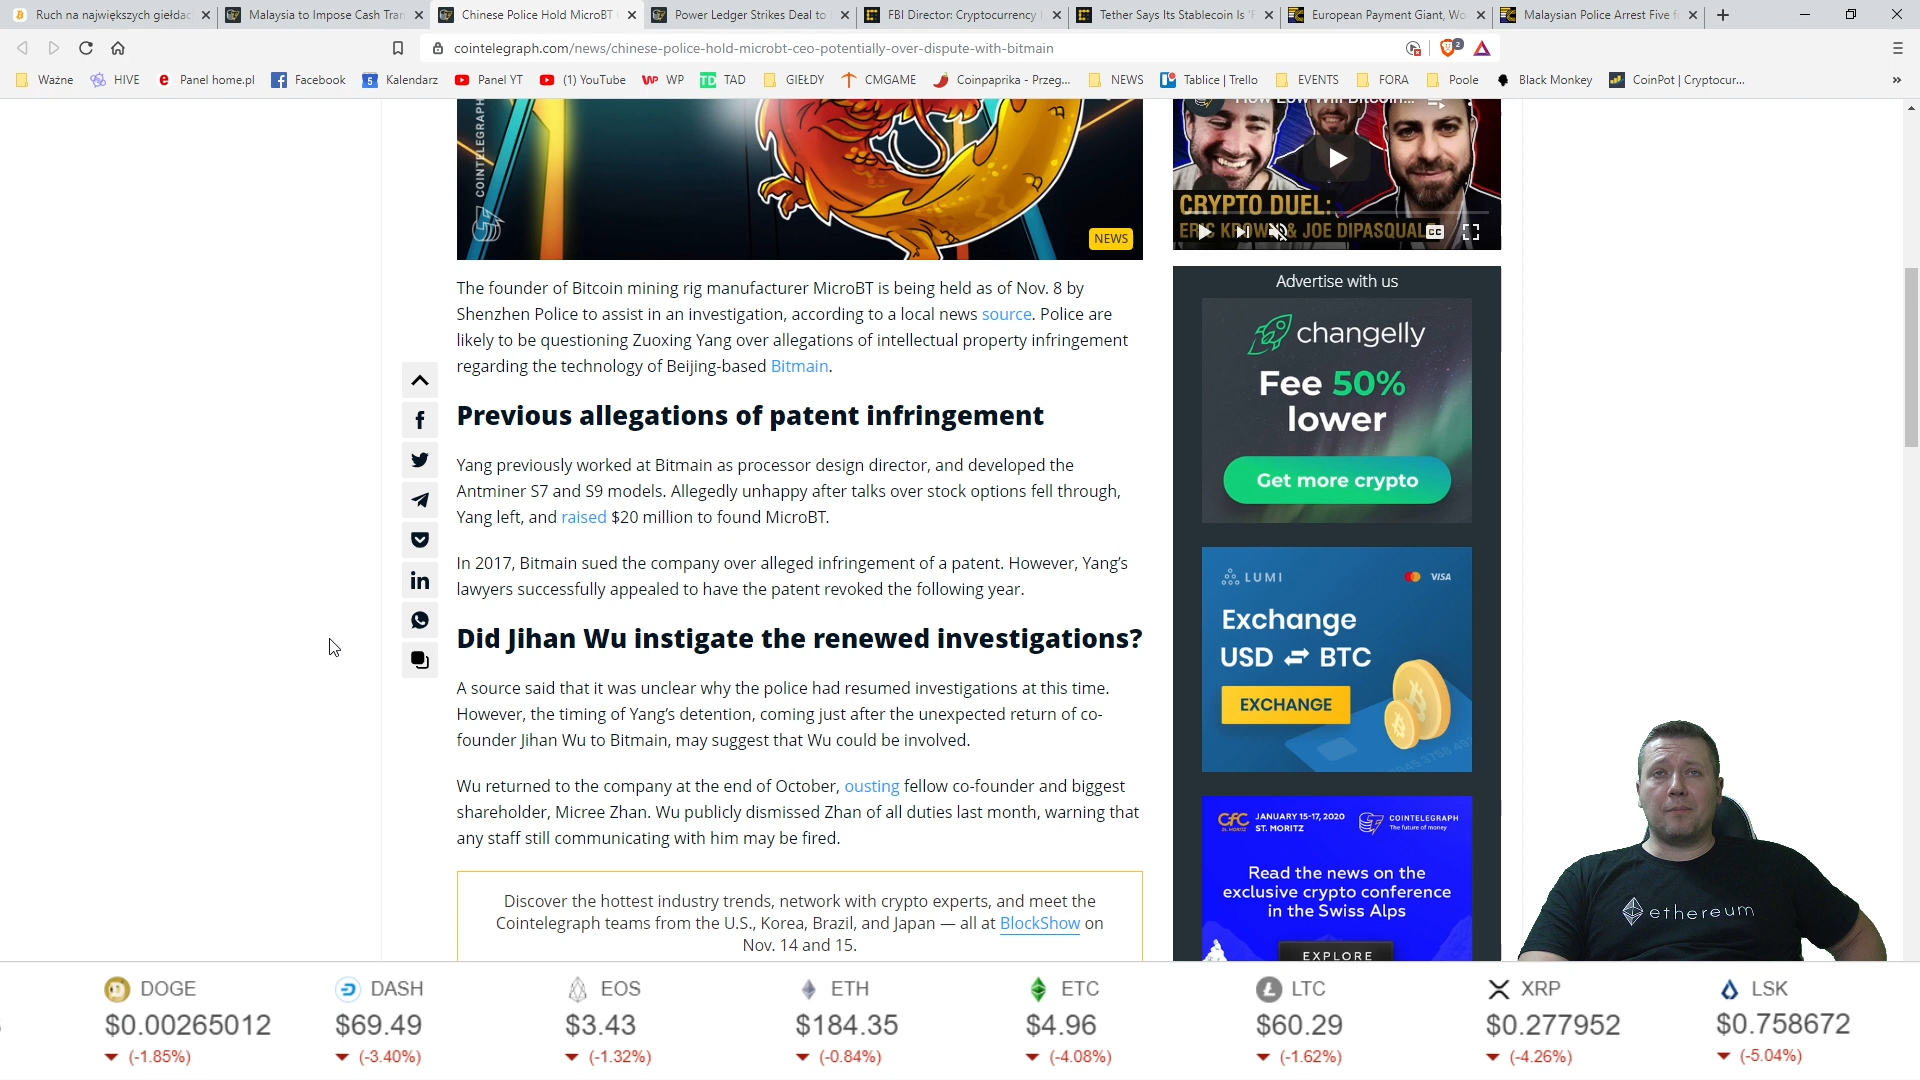 Ruch na największych giełdac
Malaysia to Impose Cash Tran
Chinese Police Hold MicroBT
Power Ledger Strikes Deal to
FBI Director: Cryptocurrency
Tether Says Its Stablecoin Is 'F
European Payment Giant, Wo
Malaysian Police Arrest Five f
cointelegraph.com/news/chinese-police-hold-microbt-ceo-potentially-over-dispute-with-bitmain
2
Ważne
HIVE
Panel home.pl
Facebook
5 Kalendarz
Panel YT
(1) YouTube
WP
TD TAD
GIEŁDY
CMGAME
Coinpaprika - Przeg...
NEWS
Tablice | Trello
EVENTS
FORA
Poole
Black Monkey
CoinPot | Cryptocur...
COINTELEGRAPH
NEWS
How Low Will Bitcoin...
CRYPTO DUEL:
ERIC KROWN & JOE DIPASQUALE
CC
The founder of Bitcoin mining rig manufacturer MicroBT is being held as of Nov. 8 by
Shenzhen Police to assist in an investigation, according to a local news source. Police are
likely to be questioning Zuoxing Yang over allegations of intellectual property infringement
regarding the technology of Beijing-based Bitmain.
Previous allegations of patent infringement
Yang previously worked at Bitmain as processor design director, and developed the
Antminer S7 and S9 models. Allegedly unhappy after talks over stock options fell through,
Yang left, and raised $20 million to found MicroBT.
In 2017, Bitmain sued the company over alleged infringement of a patent. However, Yang's
lawyers successfully appealed to have the patent revoked the following year.
Did Jihan Wu instigate the renewed investigations?
A source said that it was unclear why the police had resumed investigations at this time.
However, the timing of Yang's detention, coming just after the unexpected return of co-
founder Jihan Wu to Bitmain, may suggest that Wu could be involved.
Wu returned to the company at the end of October, ousting fellow co-founder and biggest
shareholder, Micree Zhan. Wu publicly dismissed Zhan of all duties last month, warning that
any staff still communicating with him may be fired.
Discover the hottest industry trends, network with crypto experts, and meet the
Cointelegraph teams from the U.S., Korea, Brazil, and Japan — all at BlockShow on
Nov. 14 and 15.
Advertise with us
changelly
Fee 50%
lower
Get more crypto
LUMI
VISA
Exchange
USD BTC
EXCHANGE
CfC
ST. MORITZ
JANUARY 15-17, 2020
ST. MORITZ
COINTELEGRAPH
The future of money
Read the news on the
exclusive crypto conference
in the Swiss Alps
EXPLORE
ethereum
DOGE
$0.00265012
(-1.85%)
DASH
$69.49
(-3.40%)
EOS
$3.43
(-1.32%)
ETH
$184.35
(-0.84%)
ETC
$4.96
(-4.08%)
LTC
$60.29
(-1.62%)
XRP
$0.277952
(-4.26%)
LSK
$0.758672
(-5.04%)